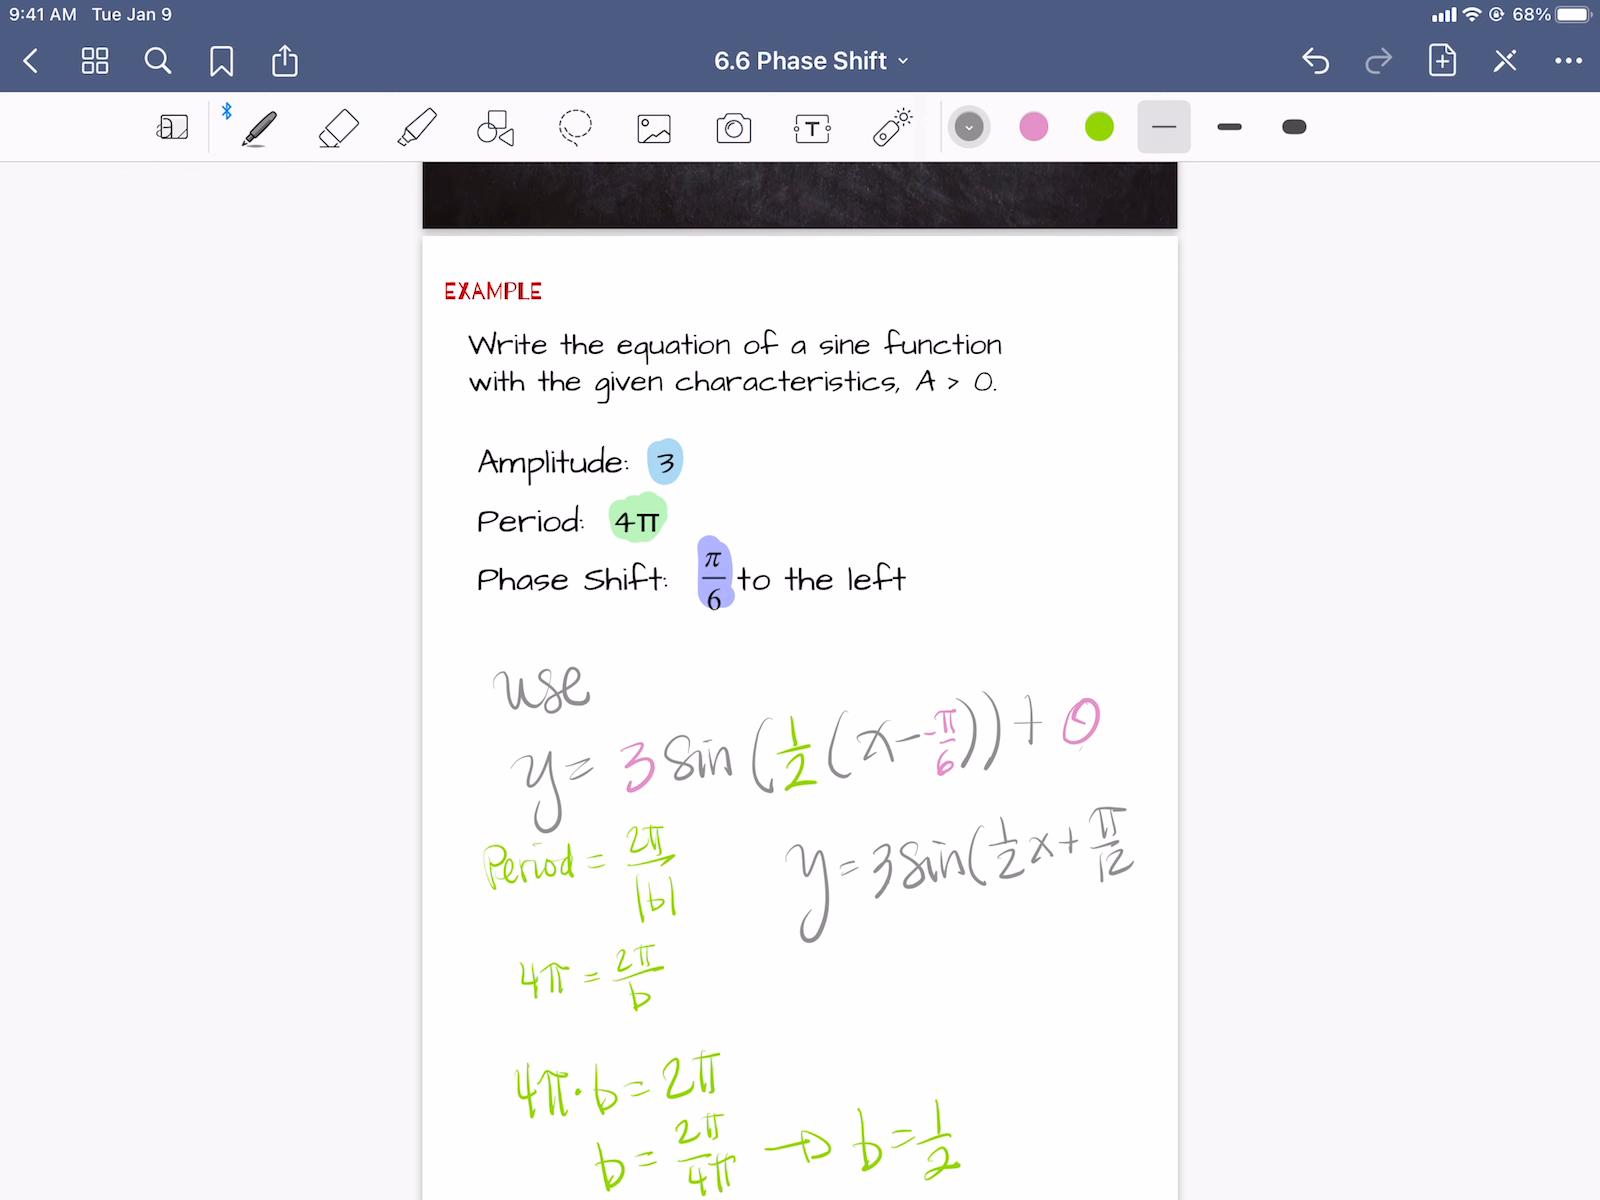 9:41 AM Tue Jan 9 68%
6.6 Phase Shift
T
EXAMPLE
Write the equation of a sine function
with the given characteristics, A > 0.
Amplitude: 3
Period: 4π
Phase Shift: π/6 to the left
use
y = 3 sin (1/2 (x - -π/6)) + 0
Period = 2π/|b|
y = 3 sin (1/2 x + π/12
4π = 2π/b
4π · b = 2π
b = 2π/4π → b = 1/2